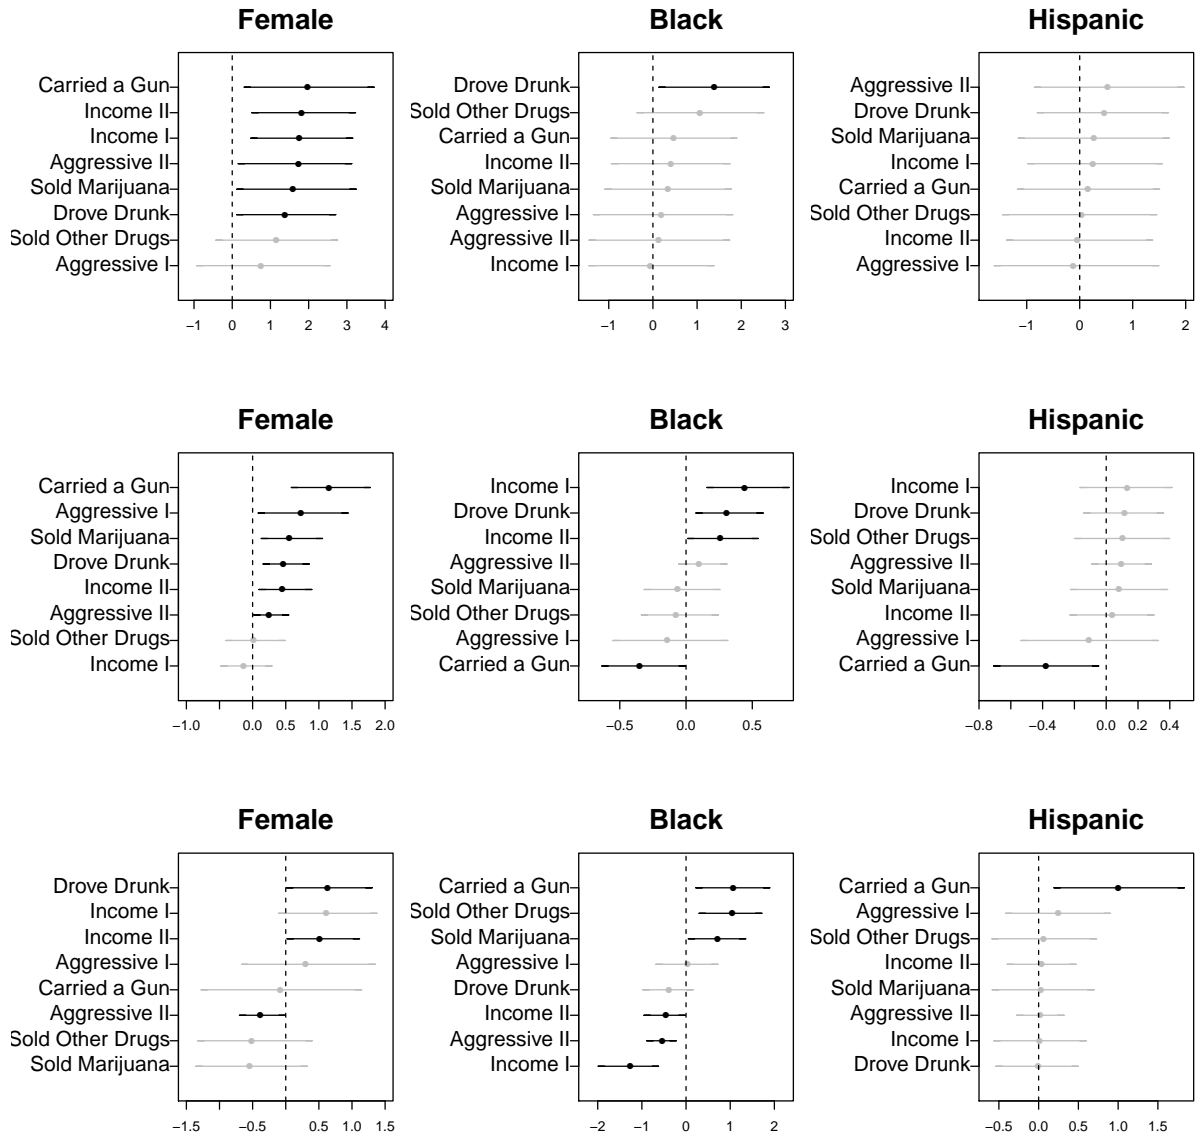 Female
Carried a Gun
Income II
Income I
Aggressive II
Sold Marijuana
Drove Drunk
Sold Other Drugs
Aggressive I
−1 0 1 2 3 4
Black
Drove Drunk
Sold Other Drugs
Carried a Gun
Income II
Sold Marijuana
Aggressive I
Aggressive II
Income I
−1 0 1 2 3
Hispanic
Aggressive II
Drove Drunk
Sold Marijuana
Income I
Carried a Gun
Sold Other Drugs
Income II
Aggressive I
−1 0 1 2
Female
Carried a Gun
Aggressive I
Sold Marijuana
Drove Drunk
Income II
Aggressive II
Sold Other Drugs
Income I
−1.0 0.0 0.5 1.0 1.5 2.0
Black
Income I
Drove Drunk
Income II
Aggressive II
Sold Marijuana
Sold Other Drugs
Aggressive I
Carried a Gun
−0.5 0.0 0.5
Hispanic
Income I
Drove Drunk
Sold Other Drugs
Aggressive II
Sold Marijuana
Income II
Aggressive I
Carried a Gun
−0.8 −0.4 0.0 0.2 0.4
Female
Drove Drunk
Income I
Income II
Aggressive I
Carried a Gun
Aggressive II
Sold Other Drugs
Sold Marijuana
−1.5 −0.5 0.5 1.0 1.5
Black
Carried a Gun
Sold Other Drugs
Sold Marijuana
Aggressive I
Drove Drunk
Income II
Aggressive II
Income I
−2 −1 0 1 2
Hispanic
Carried a Gun
Aggressive I
Sold Other Drugs
Income II
Sold Marijuana
Aggressive II
Income I
Drove Drunk
−0.5 0.0 0.5 1.0 1.5